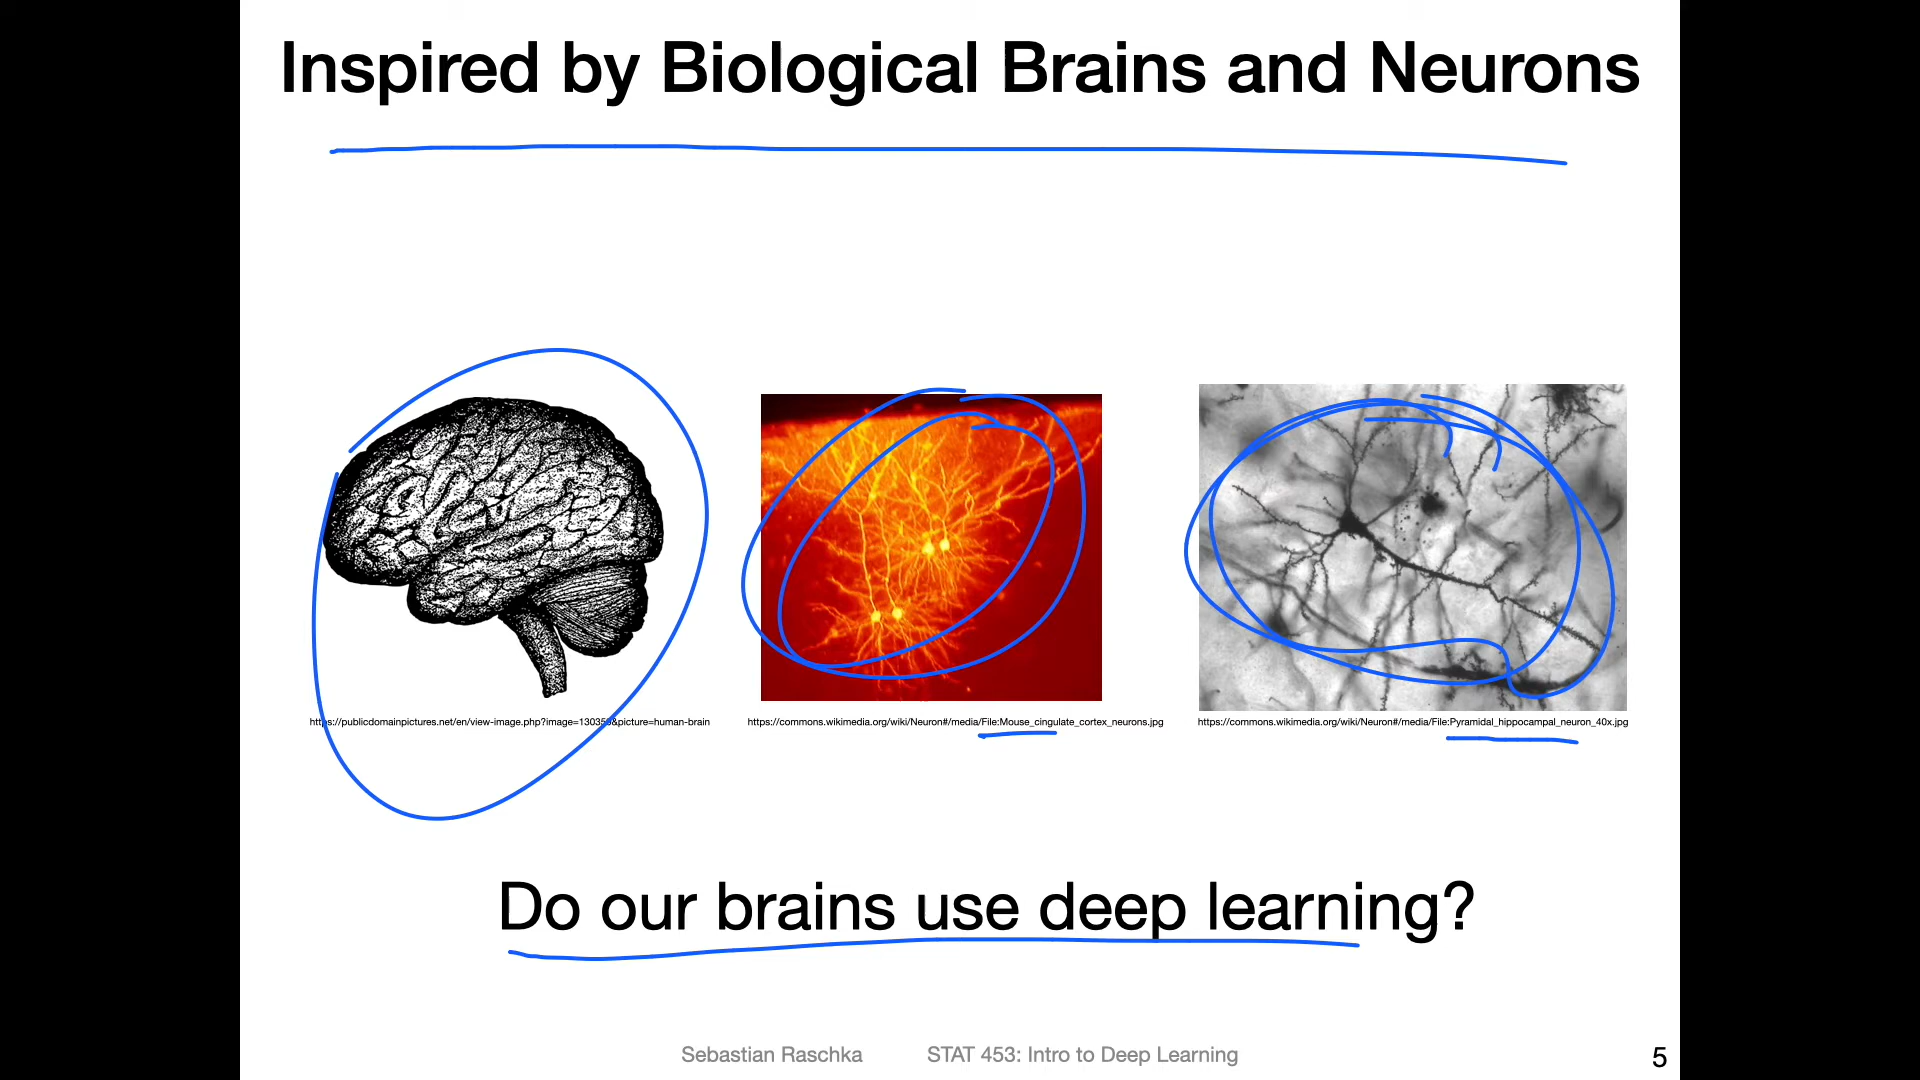 Inspired by Biological Brains and Neurons
https://publicdomainpictures.net/en/view-image.php?image=130359&picture=human-brain
https://commons.wikimedia.org/wiki/Neuron#/media/File:Mouse_cingulate_cortex_neurons.jpg
https://commons.wikimedia.org/wiki/Neuron#/media/File:Pyramidal_hippocampal_neuron_40x.jpg
Do our brains use deep learning?
Sebastian Raschka STAT 453: Intro to Deep Learning
5